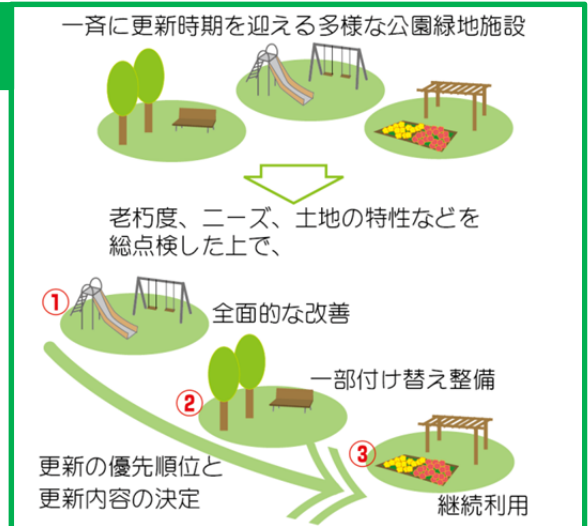 一斉に更新時期を迎える多様な公園緑地施設
老朽度、ニーズ、土地の特性などを
総点検した上で、
①
全面的な改善
②
一部付け替え整備
③
継続利用
更新の優先順位と
更新内容の決定